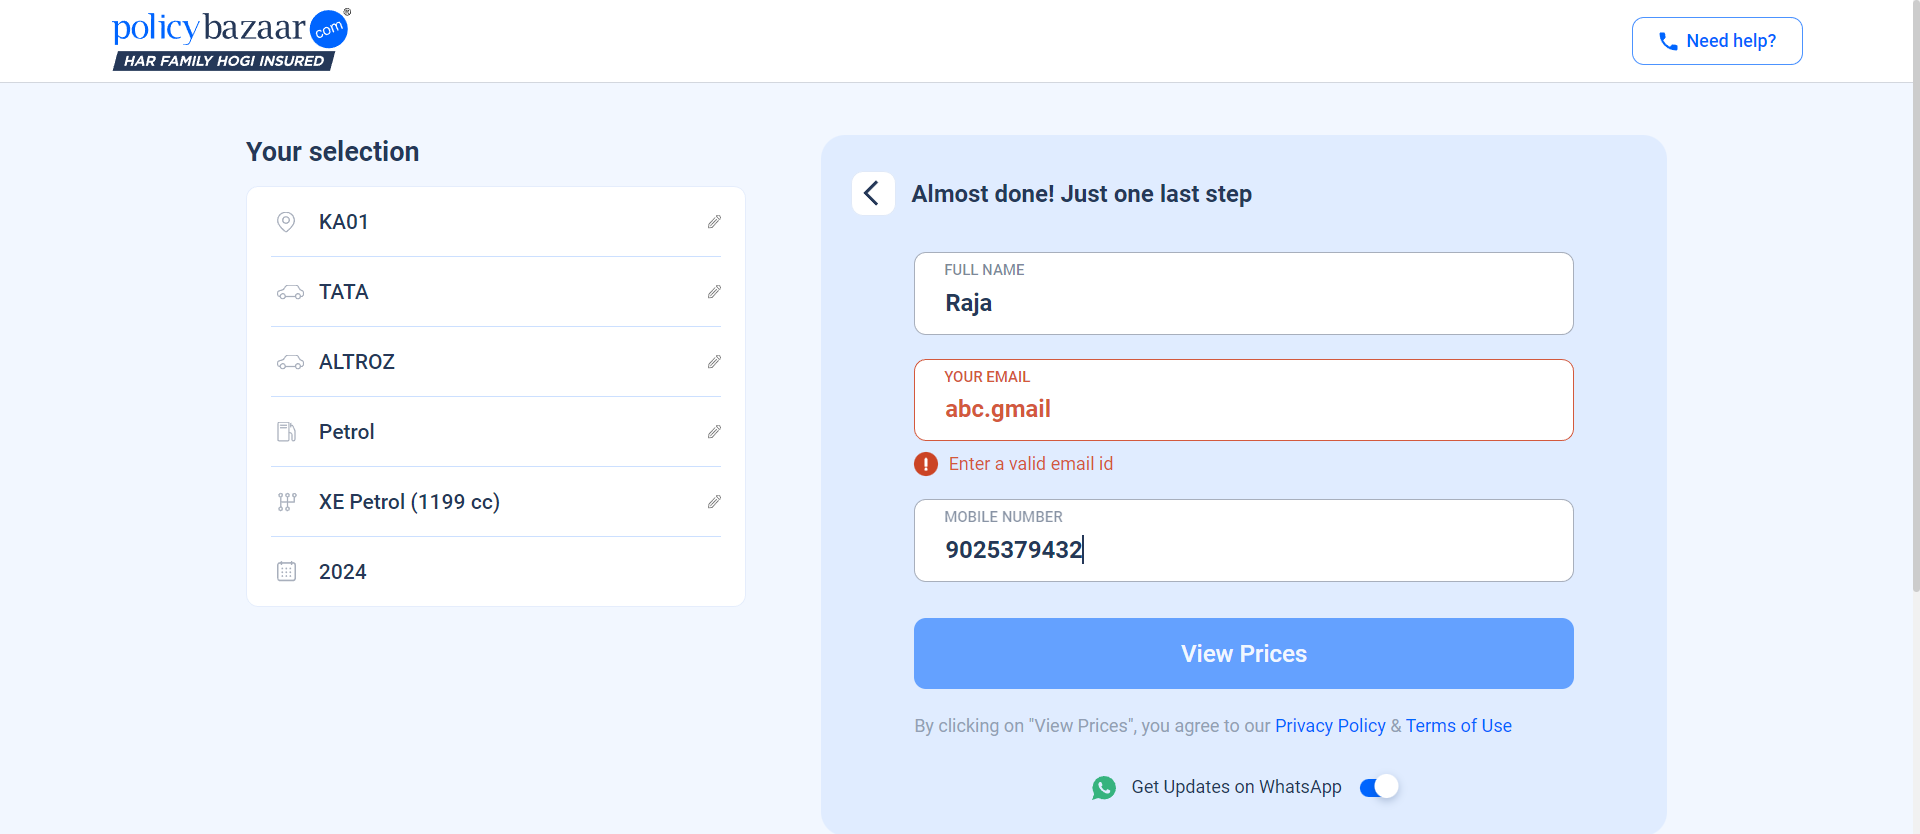 policybazaar.com®
HAR FAMILY HOGI INSURED
Need help?
Your selection
KA01
TATA
ALTROZ
Petrol
XE Petrol (1199 cc)
2024
Almost done! Just one last step
FULL NAME
Raja
YOUR EMAIL
abc.gmail
Enter a valid email id
MOBILE NUMBER
9025379432
View Prices
By clicking on "View Prices", you agree to our Privacy Policy & Terms of Use
Get Updates on WhatsApp